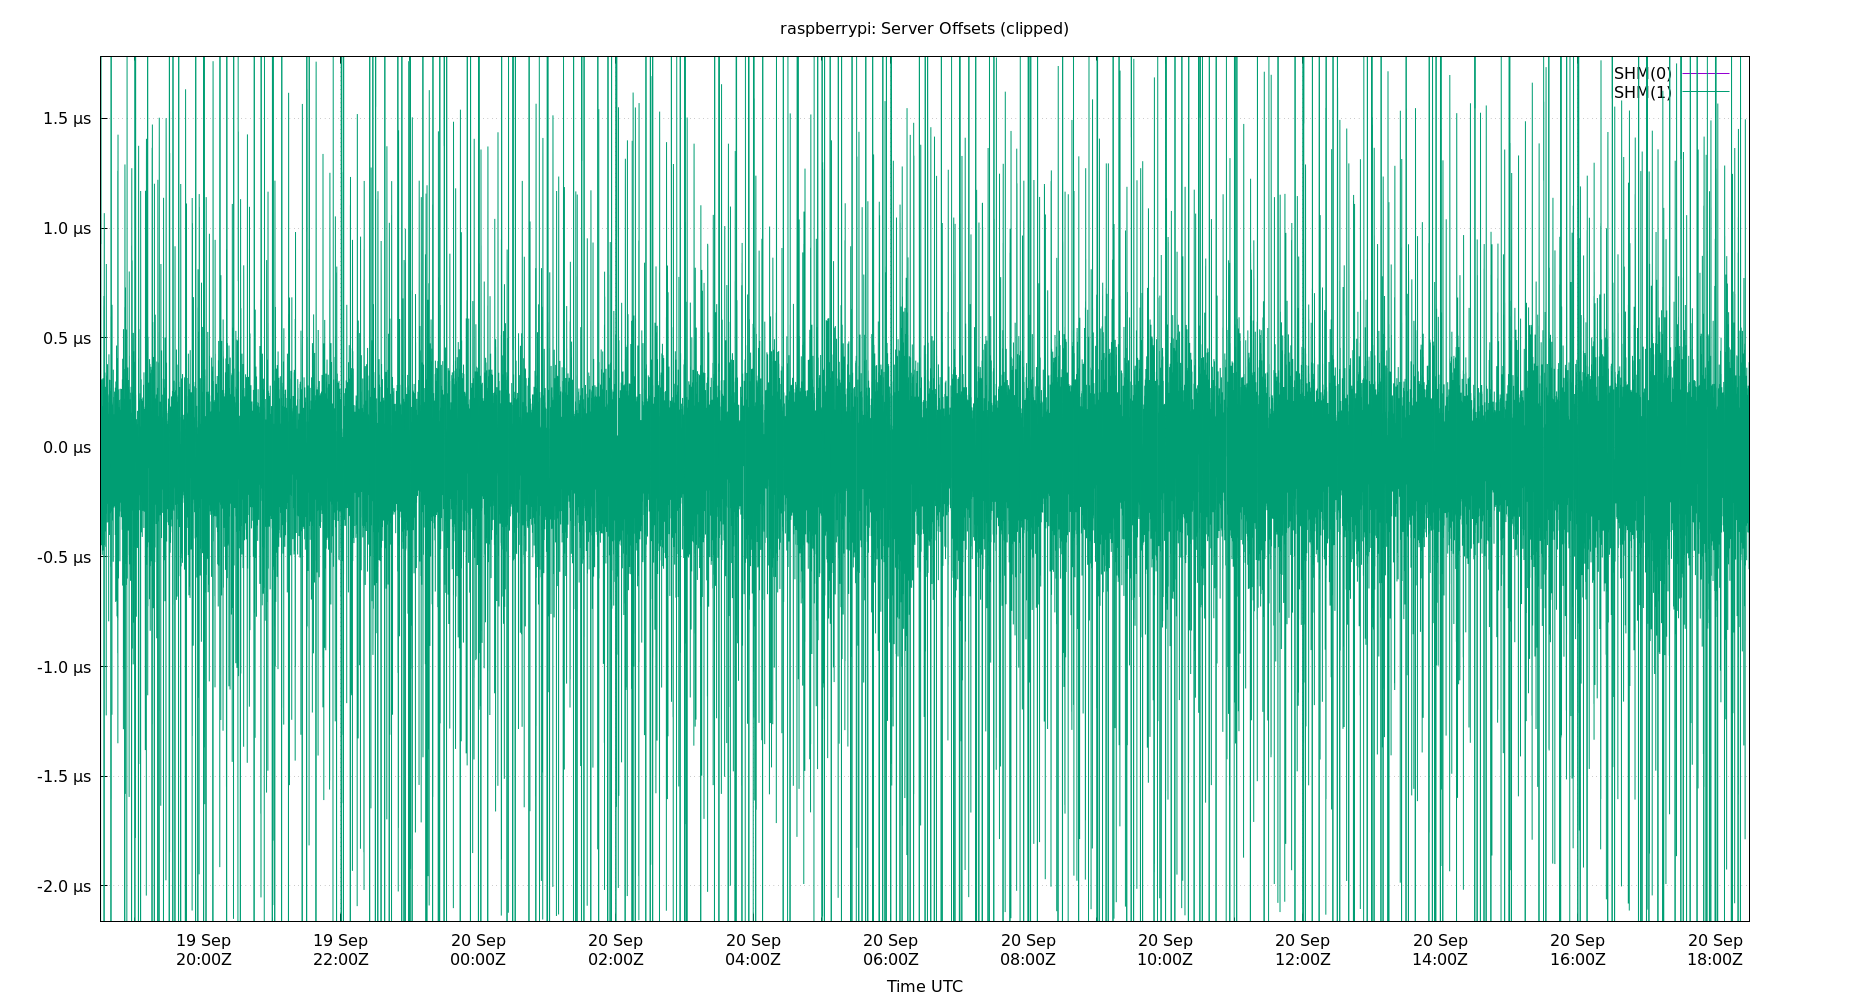 raspberrypi: Server Offsets (clipped)
SHM(0)
SHM(1)
1.5 µs
1.0 µs
0.5 µs
0.0 µs
-0.5 µs
-1.0 µs
-1.5 µs
-2.0 µs
19 Sep 19 Sep 20 Sep 20 Sep 20 Sep 20 Sep 20 Sep 20 Sep 20 Sep 20 Sep 20 Sep 20 Sep
20:00Z 22:00Z 00:00Z 02:00Z 04:00Z 06:00Z 08:00Z 10:00Z 12:00Z 14:00Z 16:00Z 18:00Z
Time UTC